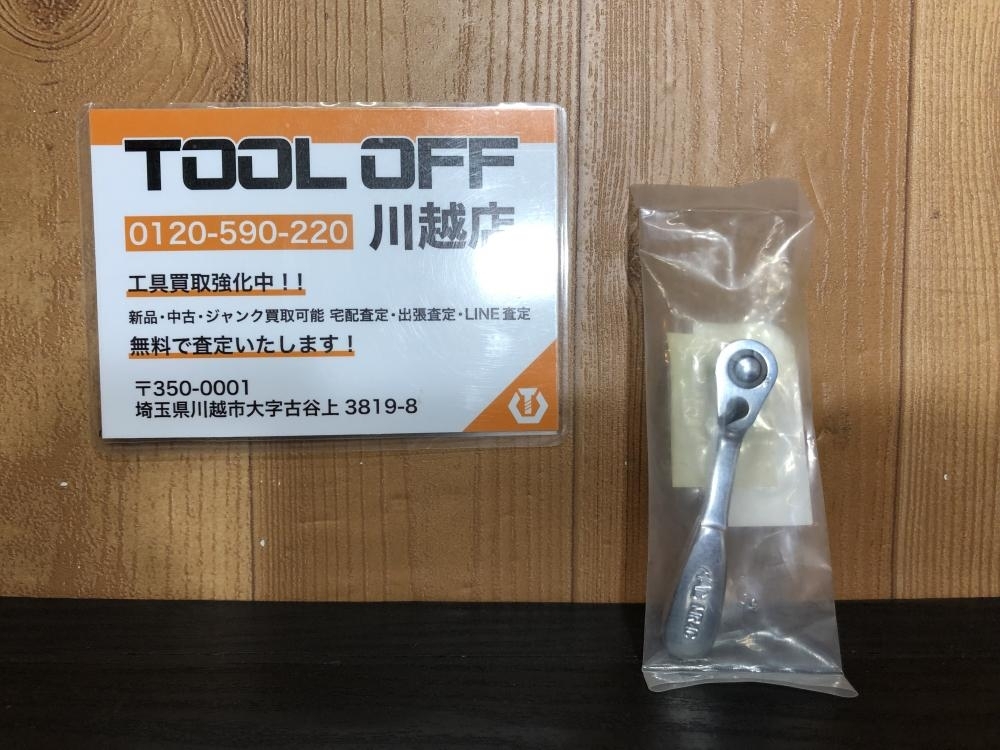 TOOL OFF
0120-590-220 川越店
工具買取強化中!!
新品・中古・ジャンク買取可能 宅配査定・出張査定・LINE査定
無料で査定いたします!
〒350-0001
埼玉県川越市大字古谷上 3819-8